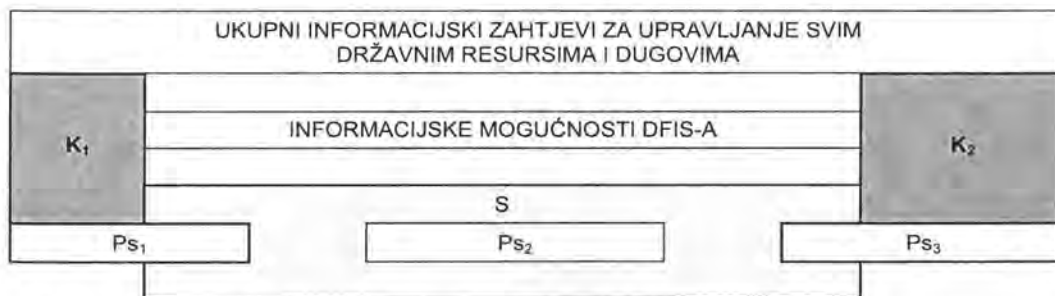 UKUPNI INFORMACIJSKI ZAHTJEVI ZA UPRAVLJANJE SVIM
DRŽAVNIM RESURSIMA I DUGOVIMA
K₁
INFORMACIJSKE MOGUĆNOSTI DFIS-A
K₂
S
Ps₁
Ps₂
Ps₃